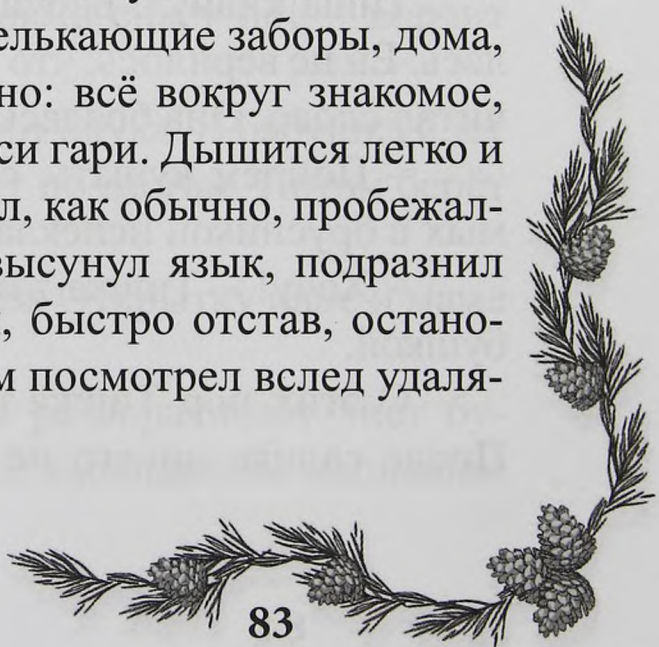 елькающие заборы, дома,
но: всё вокруг знакомое,
си гари. Дышится легко и
л, как обычно, пробежал-
высунул язык, подразнил
, быстро отстав, остано-
м посмотрел вслед удаля-
83